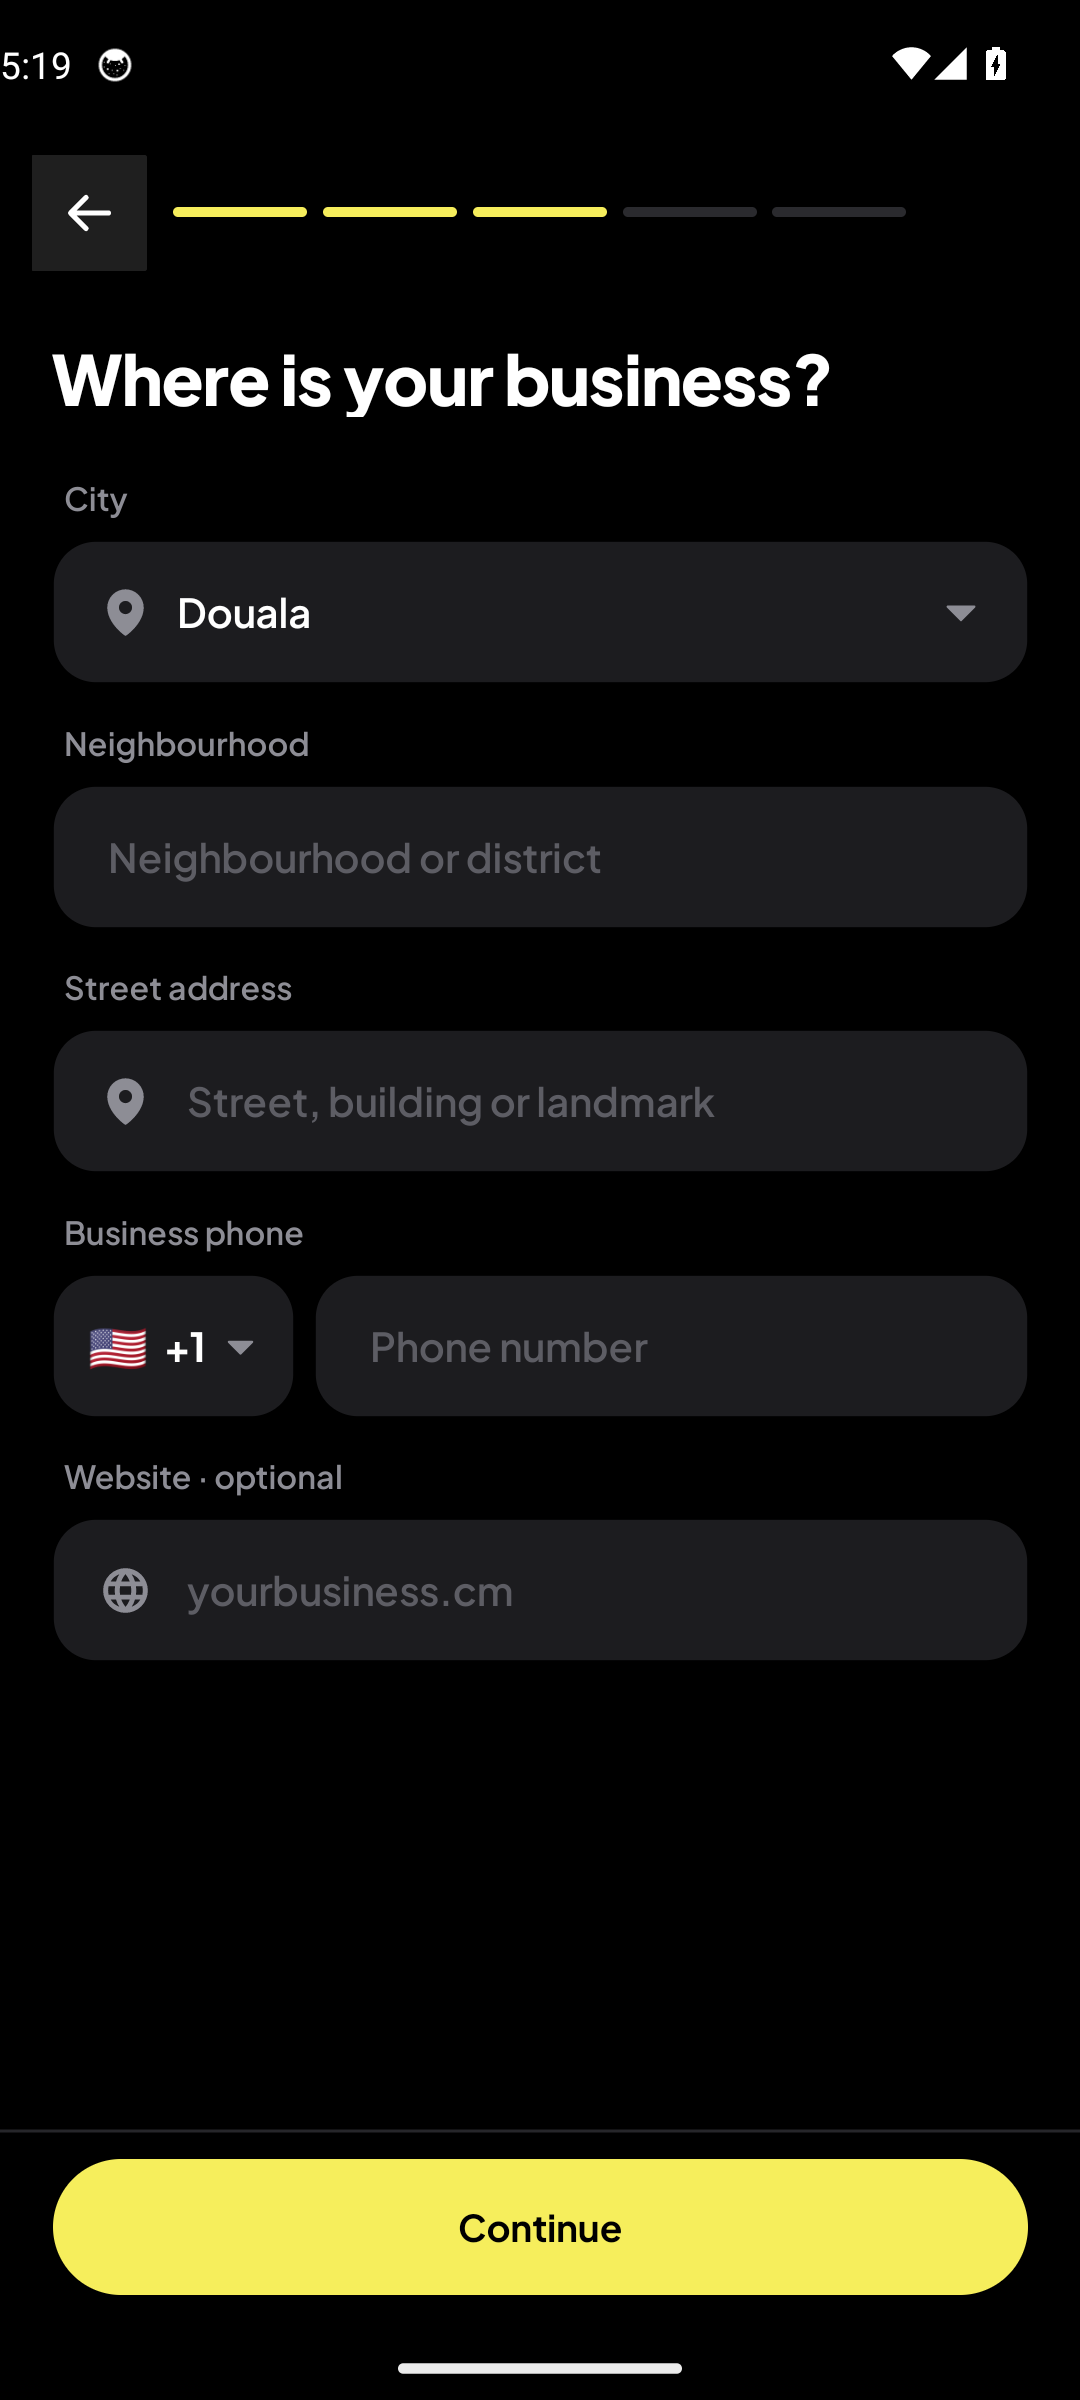 5:19
Where is your business?
City
Douala
Neighbourhood
Neighbourhood or district
Street address
Street, building or landmark
Business phone
+1
Phone number
Website · optional
yourbusiness.cm
Continue